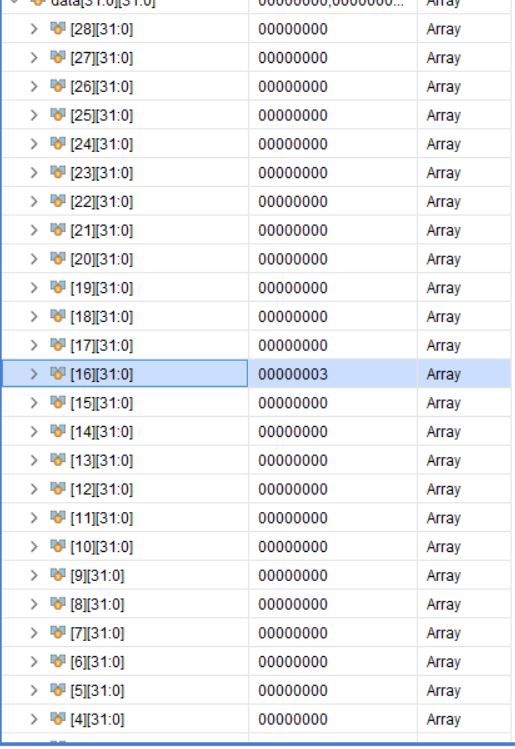 data[31:0][31:0] 00000000,0000000... Array
[28][31:0] 00000000 Array
[27][31:0] 00000000 Array
[26][31:0] 00000000 Array
[25][31:0] 00000000 Array
[24][31:0] 00000000 Array
[23][31:0] 00000000 Array
[22][31:0] 00000000 Array
[21][31:0] 00000000 Array
[20][31:0] 00000000 Array
[19][31:0] 00000000 Array
[18][31:0] 00000000 Array
[17][31:0] 00000000 Array
[16][31:0] 00000003 Array
[15][31:0] 00000000 Array
[14][31:0] 00000000 Array
[13][31:0] 00000000 Array
[12][31:0] 00000000 Array
[11][31:0] 00000000 Array
[10][31:0] 00000000 Array
[9][31:0] 00000000 Array
[8][31:0] 00000000 Array
[7][31:0] 00000000 Array
[6][31:0] 00000000 Array
[5][31:0] 00000000 Array
[4][31:0] 00000000 Array